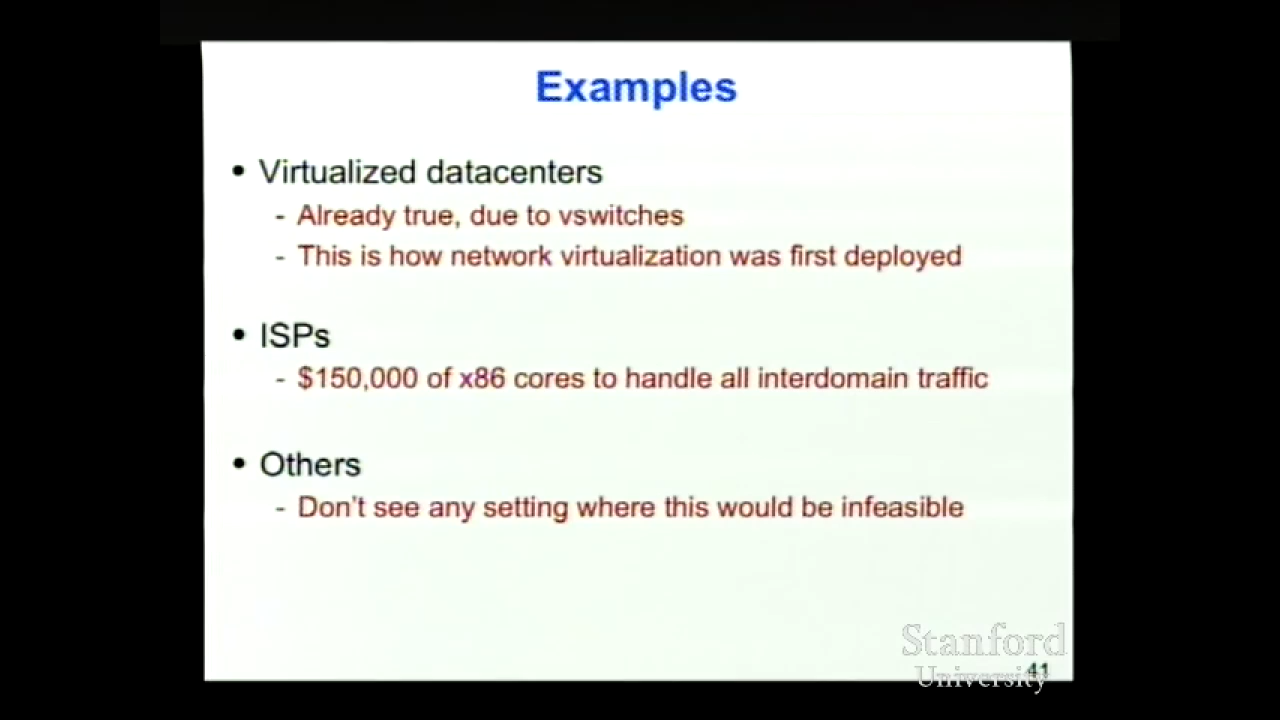 Examples
• Virtualized datacenters
- Already true, due to vswitches
- This is how network virtualization was first deployed
• ISPs
- $150,000 of x86 cores to handle all interdomain traffic
• Others
- Don't see any setting where this would be infeasible
Stanford
University
41